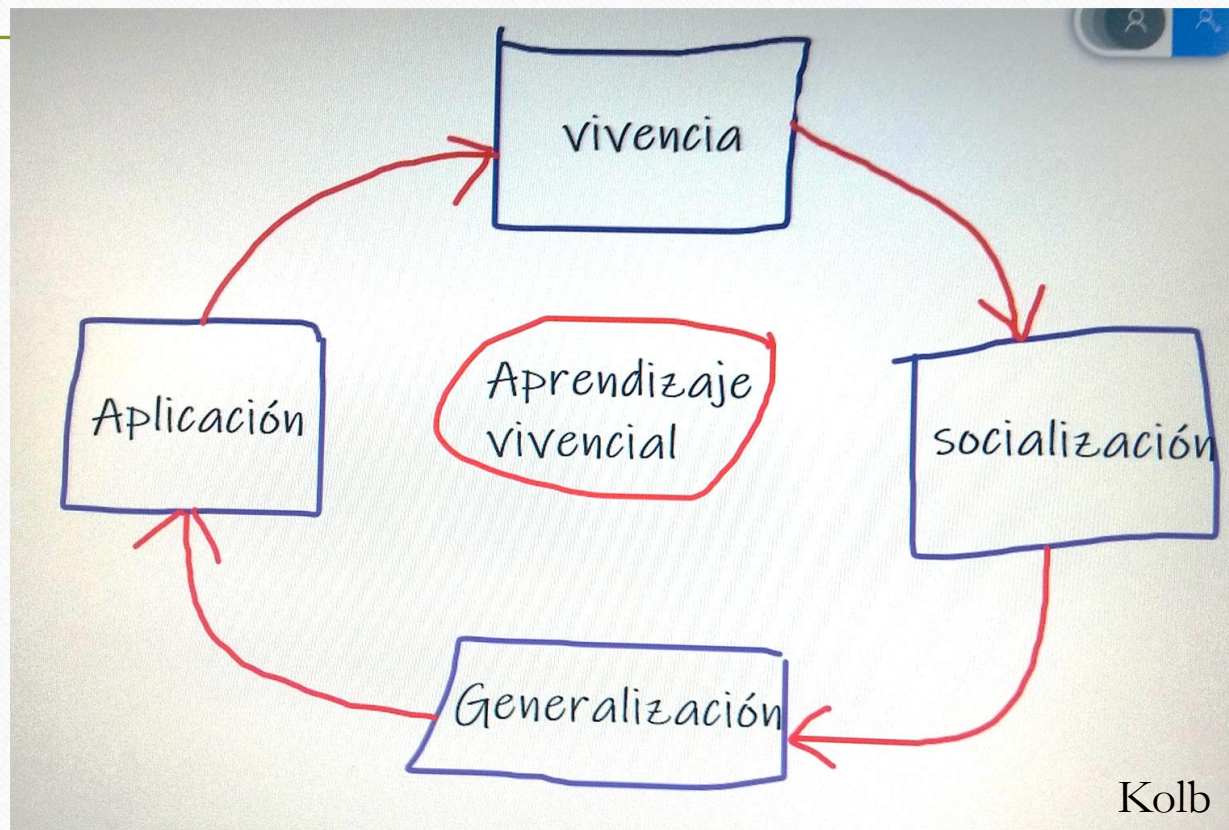 vivencia
Aprendizaje
vivencial
Aplicación
socialización
Generalización
Kolb